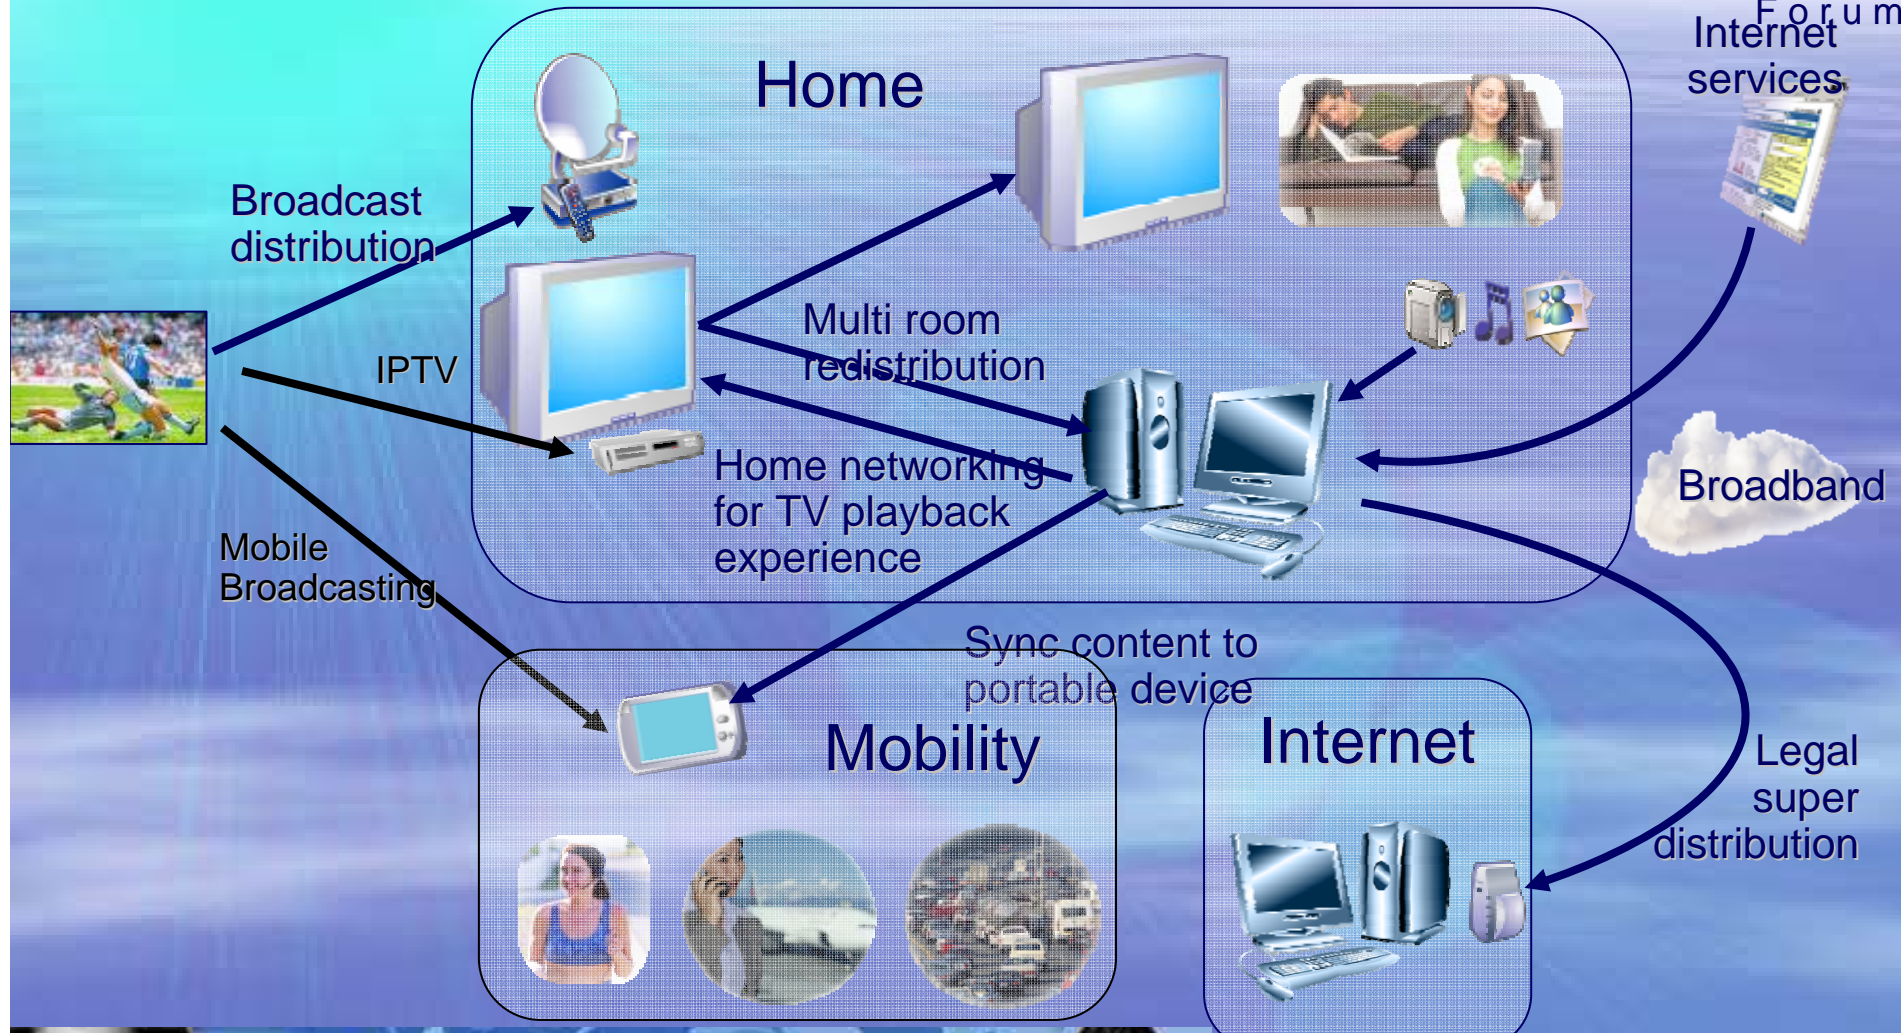 Forum
Internet
services
Home
Broadcast
distribution
Multi room
redistribution
IPTV
Home networking
for TV playback
experience
Broadband
Mobile
Broadcasting
Sync content to
portable device
Mobility
Internet
Legal
super
distribution